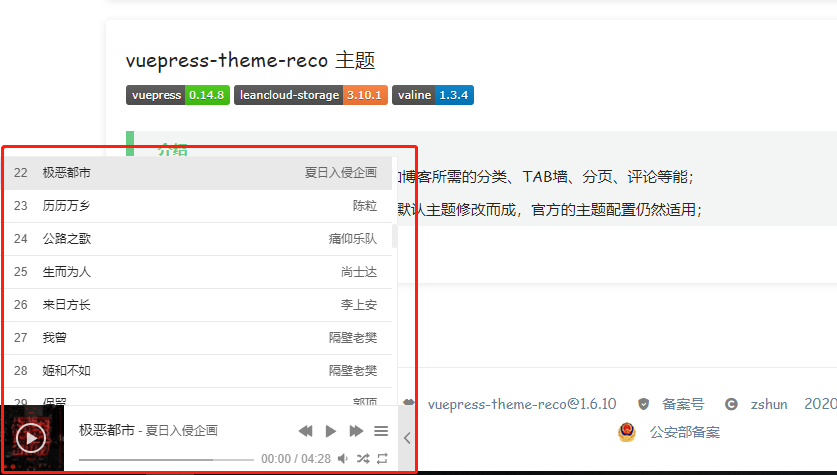 vuepress-theme-reco 主题
vuepress 0.14.8 leancloud-storage 3.10.1 valine 1.3.4
介绍
博客所需的分类、TAB墙、分页、评论等能；
默认主题修改而成，官方的主题配置仍然适用；
22 极恶都市 夏日入侵企画
23 历历万乡 陈粒
24 公路之歌 痛仰乐队
25 生而为人 尚士达
26 来日方长 李上安
27 我曾 隔壁老樊
28 姬和不如 隔壁老樊
29 保留 郭顶
极恶都市 - 夏日入侵企画
00:00 / 04:28
vuepress-theme-reco@1.6.10 备案号 zshun 2020
公安部备案